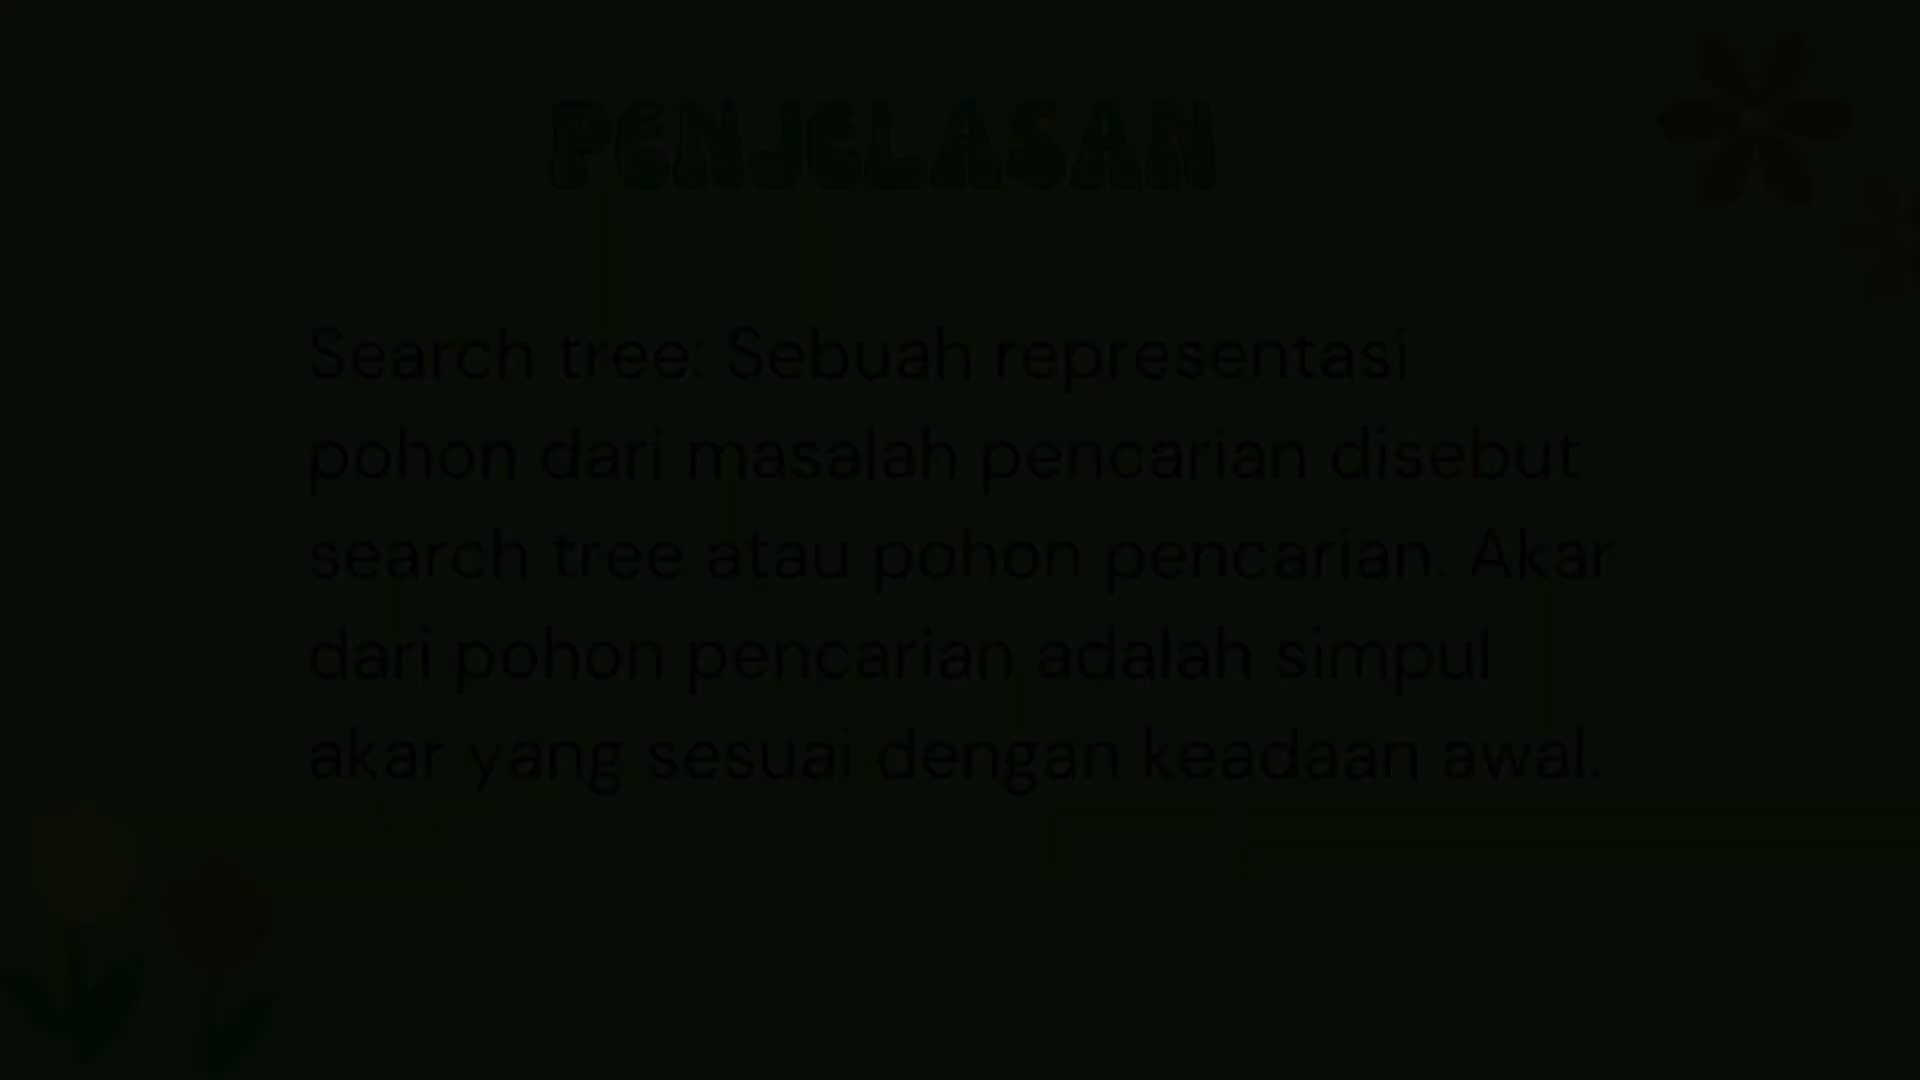 PENJELASAN
Search tree: Sebuah representasi
pohon dari masalah pencarian disebut
search tree atau pohon pencarian. Akar
dari pohon pencarian adalah simpul
akar yang sesuai dengan keadaan awal.